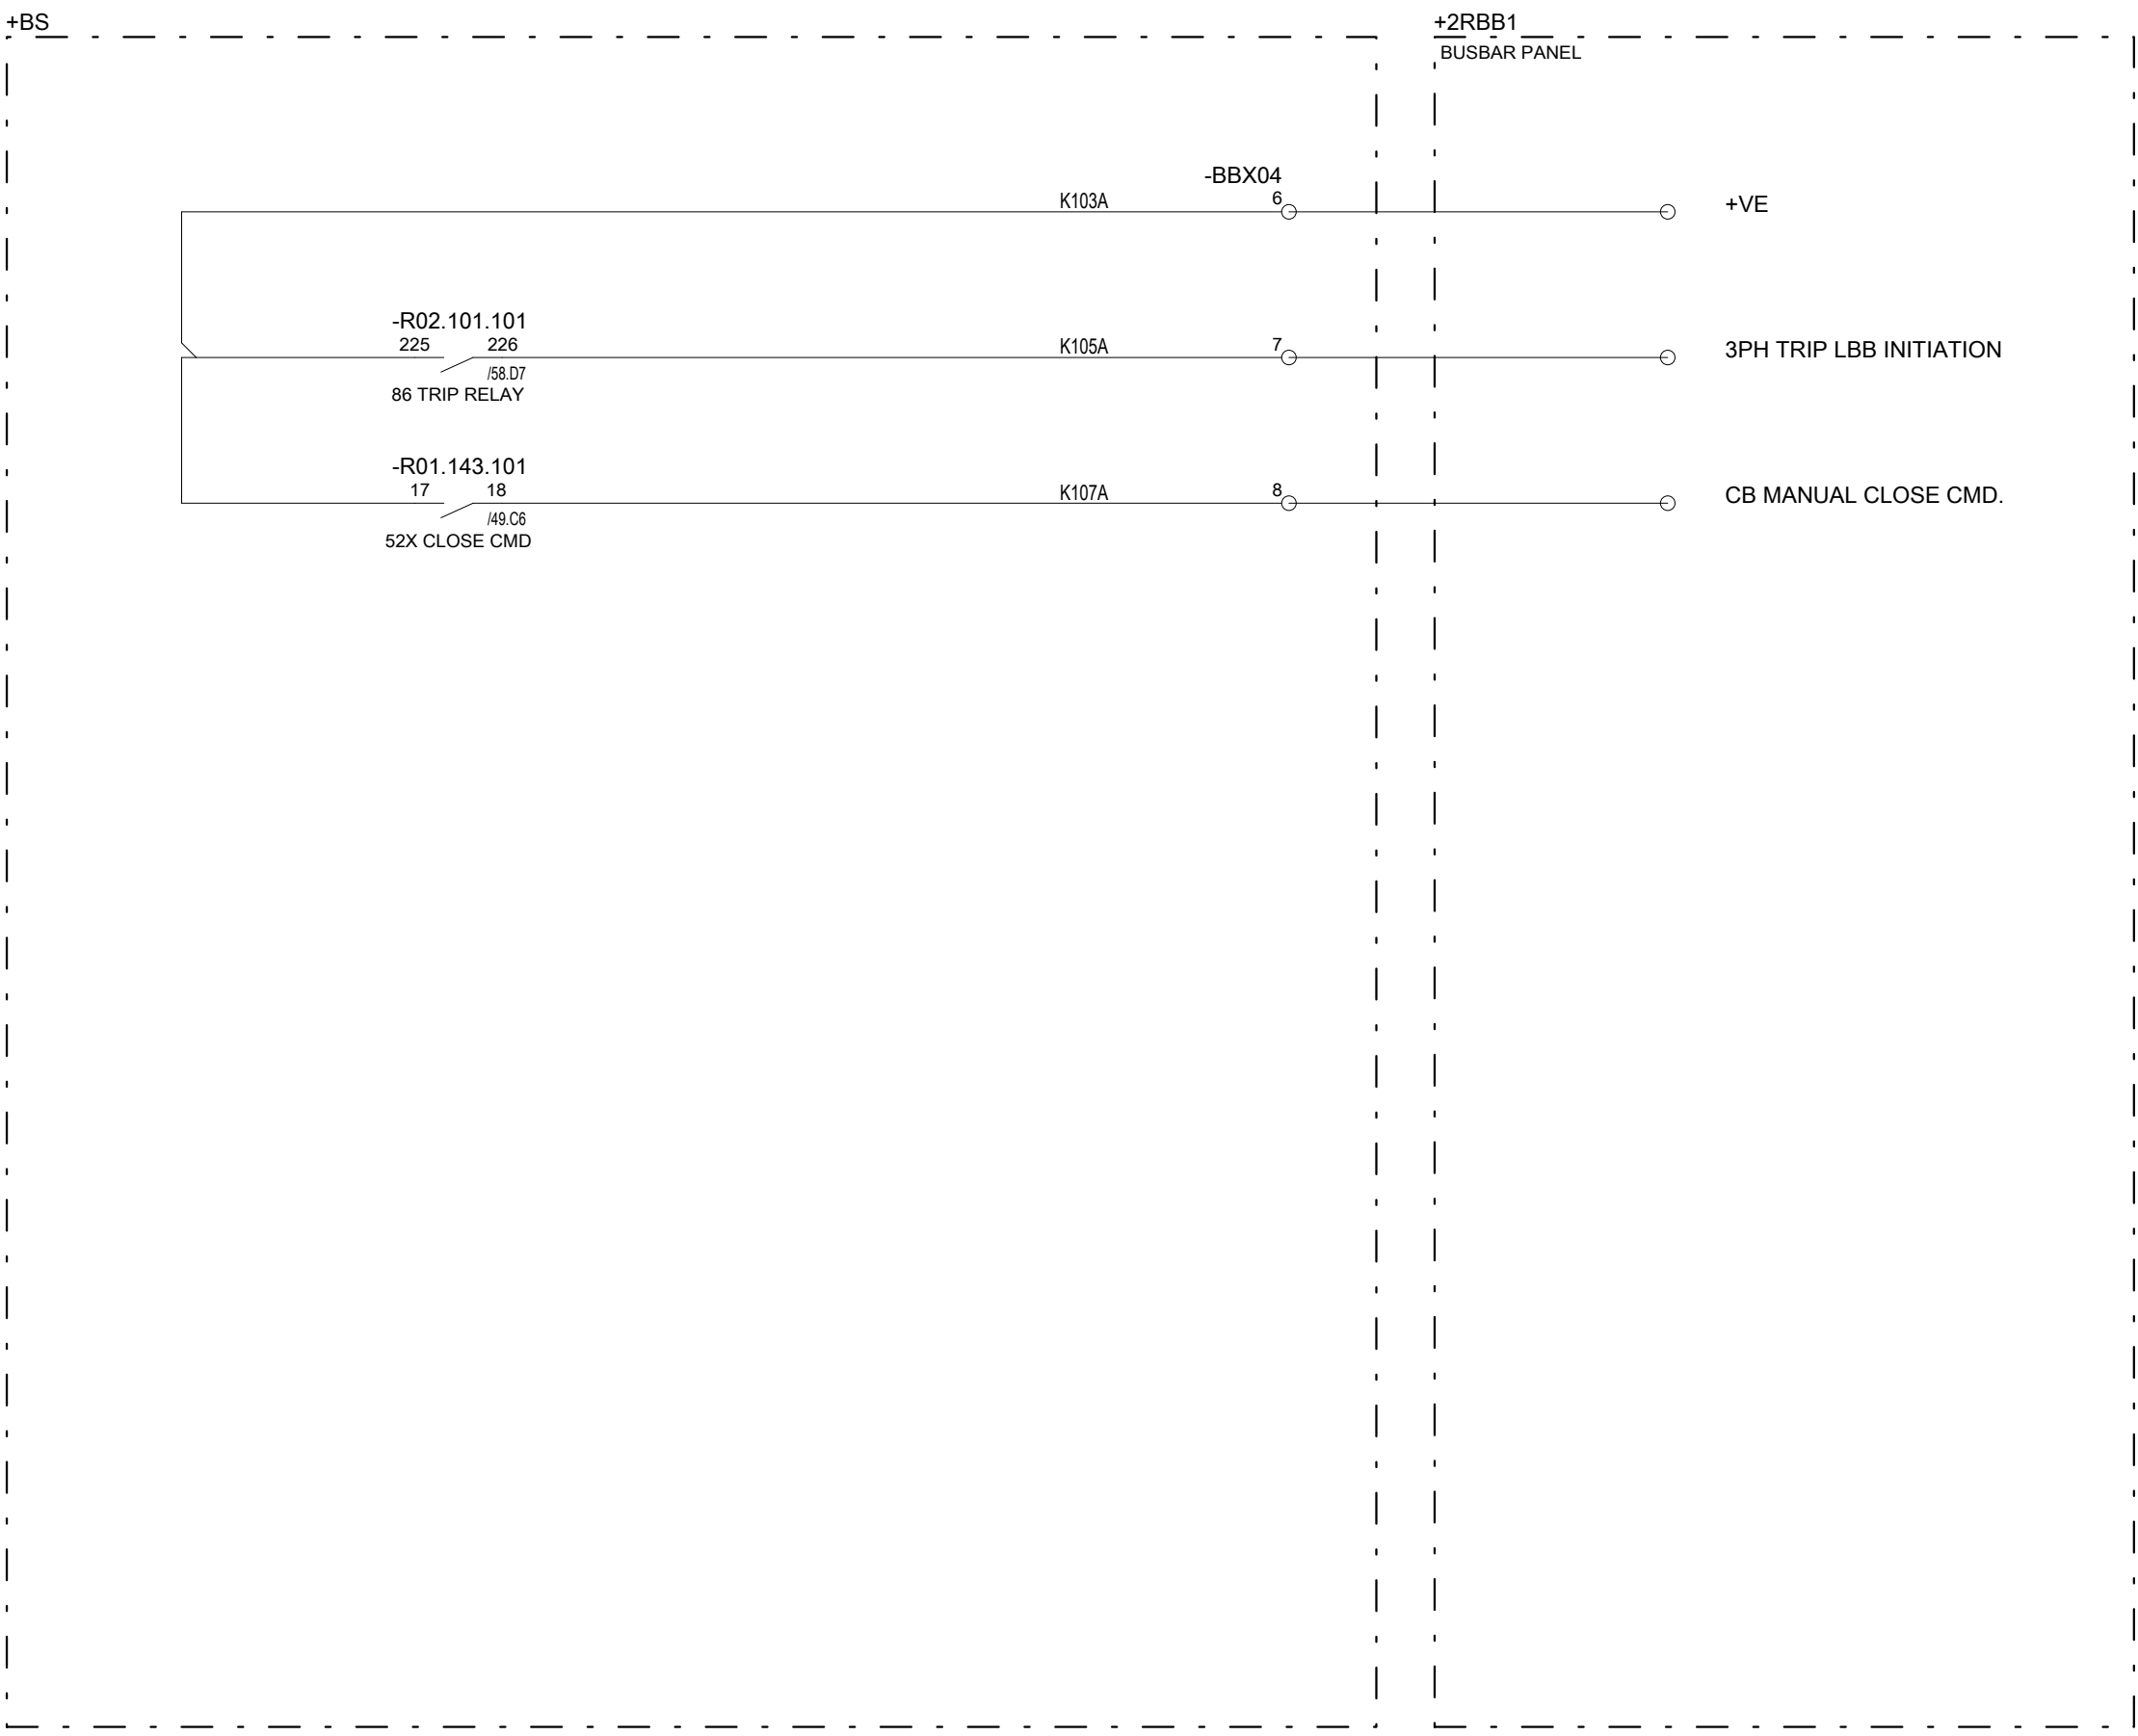 +BS
+2RBB1
BUSBAR PANEL
-BBX04
K103A
6
+VE
-R02.101.101
225
226
K105A
7
3PH TRIP LBB INITIATION
/58.D7
86 TRIP RELAY
-R01.143.101
17
18
K107A
8
CB MANUAL CLOSE CMD.
/49.C6
52X CLOSE CMD